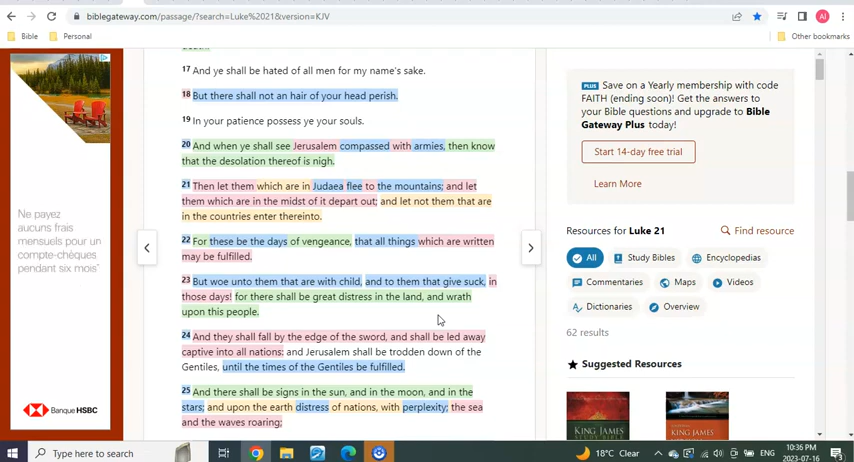 biblegateway.com/passage/?search=Luke%2021&version=KJV
AI
Bible
Personal
Other bookmarks
17 And ye shall be hated of all men for my name's sake.
18 But there shall not an hair of your head perish.
19 In your patience possess ye your souls.
20 And when ye shall see Jerusalem compassed with armies, then know
that the desolation thereof is nigh.
21 Then let them which are in Judaea flee to the mountains; and let
them which are in the midst of it depart out; and let not them that are
in the countries enter thereinto.
22 For these be the days of vengeance, that all things which are written
may be fulfilled.
23 But woe unto them that are with child, and to them that give suck, in
those days! for there shall be great distress in the land, and wrath
upon this people.
24 And they shall fall by the edge of the sword, and shall be led away
captive into all nations: and Jerusalem shall be trodden down of the
Gentiles, until the times of the Gentiles be fulfilled.
25 And there shall be signs in the sun, and in the moon, and in the
stars; and upon the earth distress of nations, with perplexity; the sea
and the waves roaring;
Ne payez
aucuns frais
mensuels pour un
compte-chèques
pendant six mois*
Banque HSBC
PLUS Save on a Yearly membership with code
FAITH (ending soon)! Get the answers to
your Bible questions and upgrade to Bible
Gateway Plus today!
Start 14-day free trial
Learn More
Resources for Luke 21
Find resource
All
Study Bibles
Encyclopedias
Commentaries
Maps
Videos
Dictionaries
Overview
62 results
Suggested Resources
KING JAMES
STUDY BIBLE
KING JAMES
Type here to search
18°C Clear
ENG
10:35 PM
2023-07-16
3